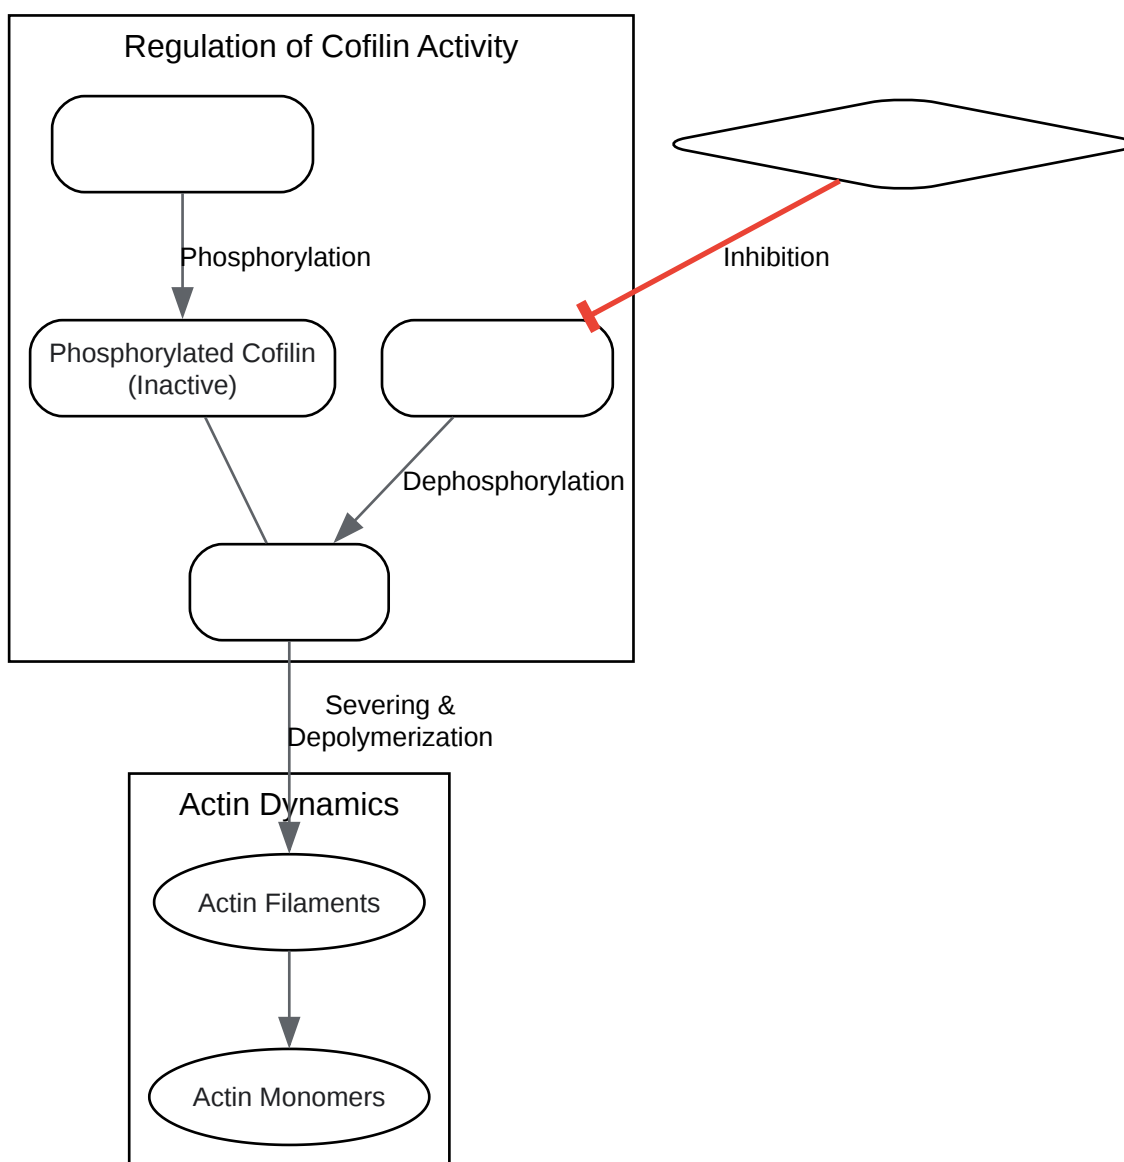 Regulation of Cofilin Activity
Phosphorylation
Inhibition
Phosphorylated Cofilin
(Inactive)
Dephosphorylation
Severing &
Depolymerization
Actin Dynamics
Actin Filaments
Actin Monomers